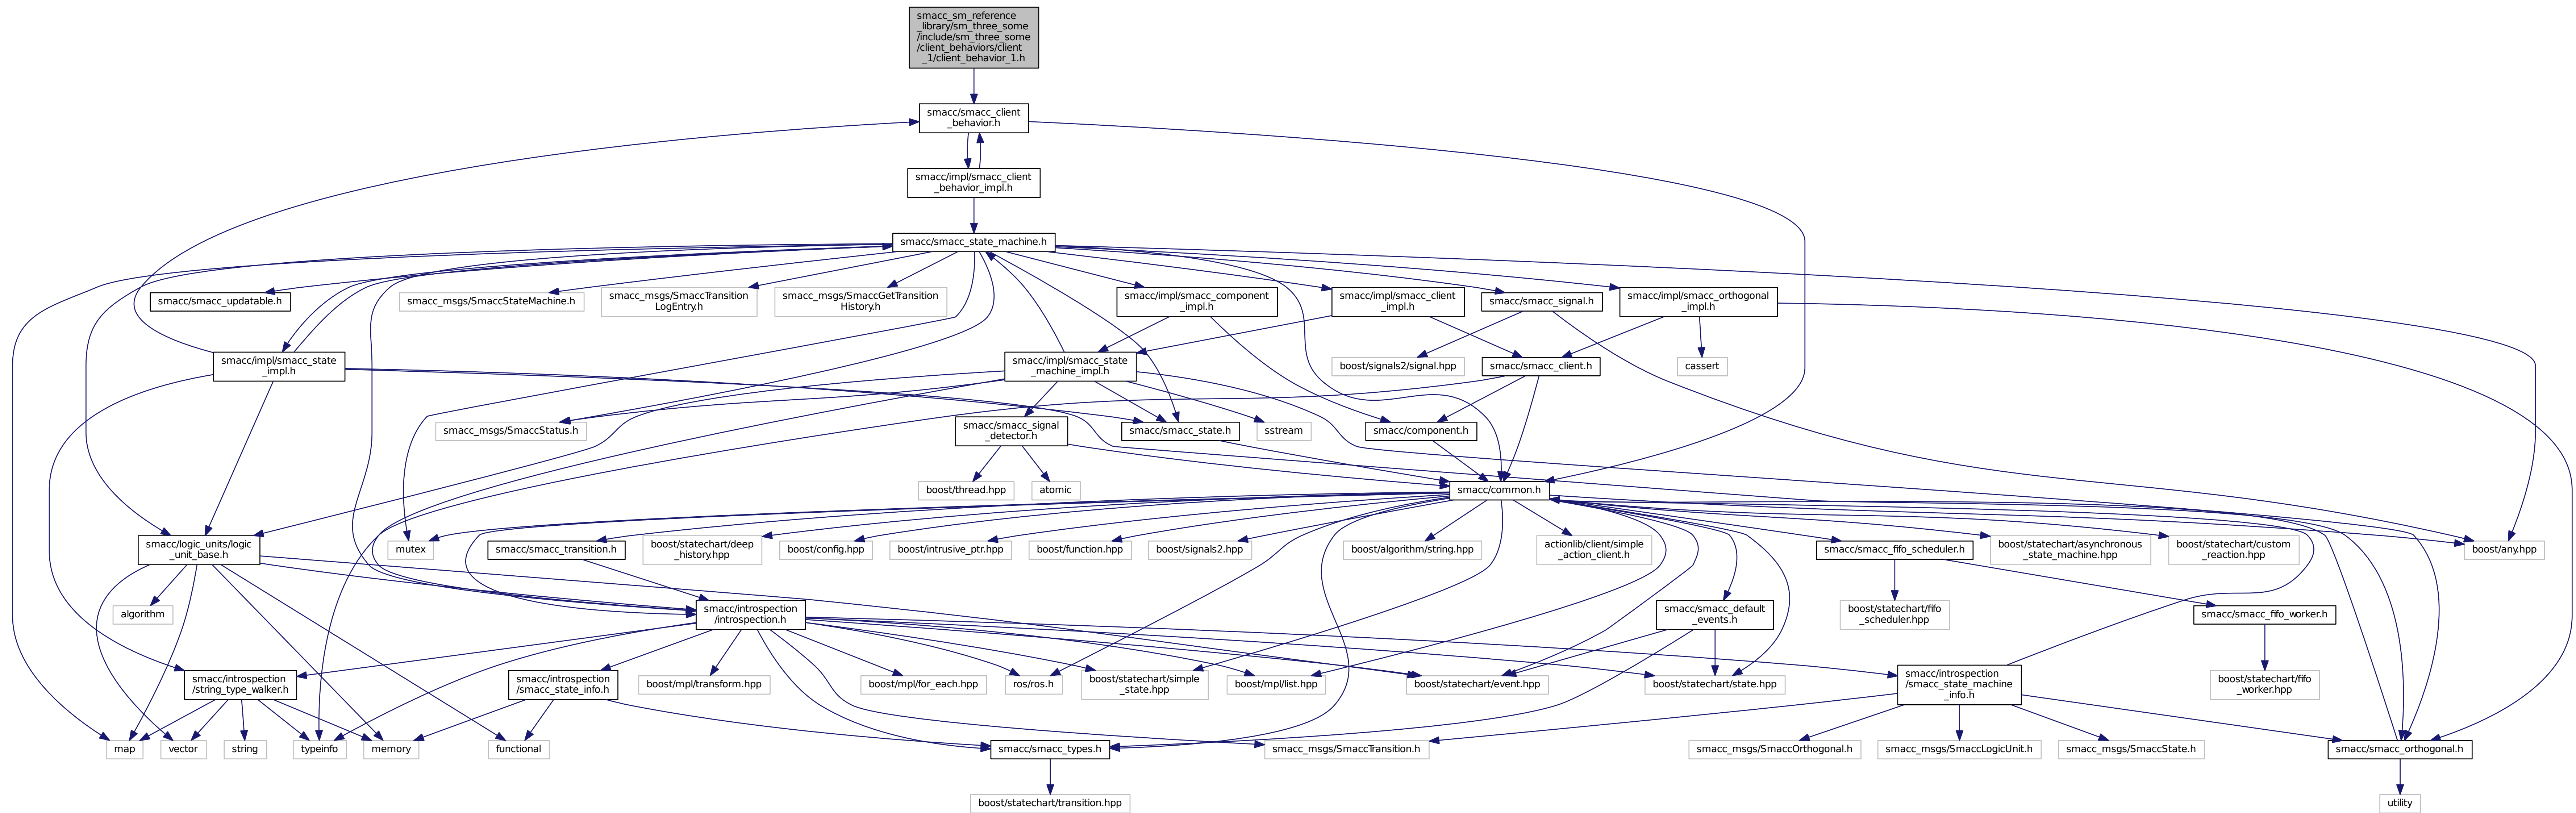 smacc_sm_reference
_library/sm_three_some
/include/sm_three_some
/client_behaviors/client
_1/client_behavior_1.h
smacc/smacc_client
_behavior.h
smacc/impl/smacc_client
_behavior_impl.h
smacc/smacc_state_machine.h
smacc/smacc_updatable.h
smacc_msgs/SmaccStateMachine.h
smacc_msgs/SmaccTransition
LogEntry.h
smacc_msgs/SmaccGetTransition
History.h
smacc/impl/smacc_component
_impl.h
smacc/impl/smacc_client
_impl.h
smacc/smacc_signal.h
smacc/impl/smacc_orthogonal
_impl.h
smacc/impl/smacc_state
_impl.h
smacc/impl/smacc_state
_machine_impl.h
boost/signals2/signal.hpp
smacc/smacc_client.h
cassert
smacc_msgs/SmaccStatus.h
smacc/smacc_signal
_detector.h
smacc/smacc_state.h
sstream
smacc/component.h
boost/thread.hpp
atomic
smacc/common.h
smacc/logic_units/logic
_unit_base.h
mutex
smacc/smacc_transition.h
boost/statechart/deep
_history.hpp
boost/config.hpp
boost/intrusive_ptr.hpp
boost/function.hpp
boost/signals2.hpp
boost/algorithm/string.hpp
actionlib/client/simple
_action_client.h
smacc/smacc_fifo_scheduler.h
boost/statechart/asynchronous
_state_machine.hpp
boost/statechart/custom
_reaction.hpp
boost/any.hpp
algorithm
smacc/introspection
/introspection.h
smacc/smacc_default
_events.h
boost/statechart/fifo
_scheduler.hpp
smacc/smacc_fifo_worker.h
smacc/introspection
/string_type_walker.h
smacc/introspection
/smacc_state_info.h
boost/mpl/transform.hpp
boost/mpl/for_each.hpp
ros/ros.h
boost/statechart/simple
_state.hpp
boost/mpl/list.hpp
boost/statechart/event.hpp
boost/statechart/state.hpp
smacc/introspection
/smacc_state_machine
_info.h
boost/statechart/fifo
_worker.hpp
map
vector
string
typeinfo
memory
functional
smacc/smacc_types.h
smacc_msgs/SmaccTransition.h
smacc_msgs/SmaccOrthogonal.h
smacc_msgs/SmaccLogicUnit.h
smacc_msgs/SmaccState.h
smacc/smacc_orthogonal.h
boost/statechart/transition.hpp
utility